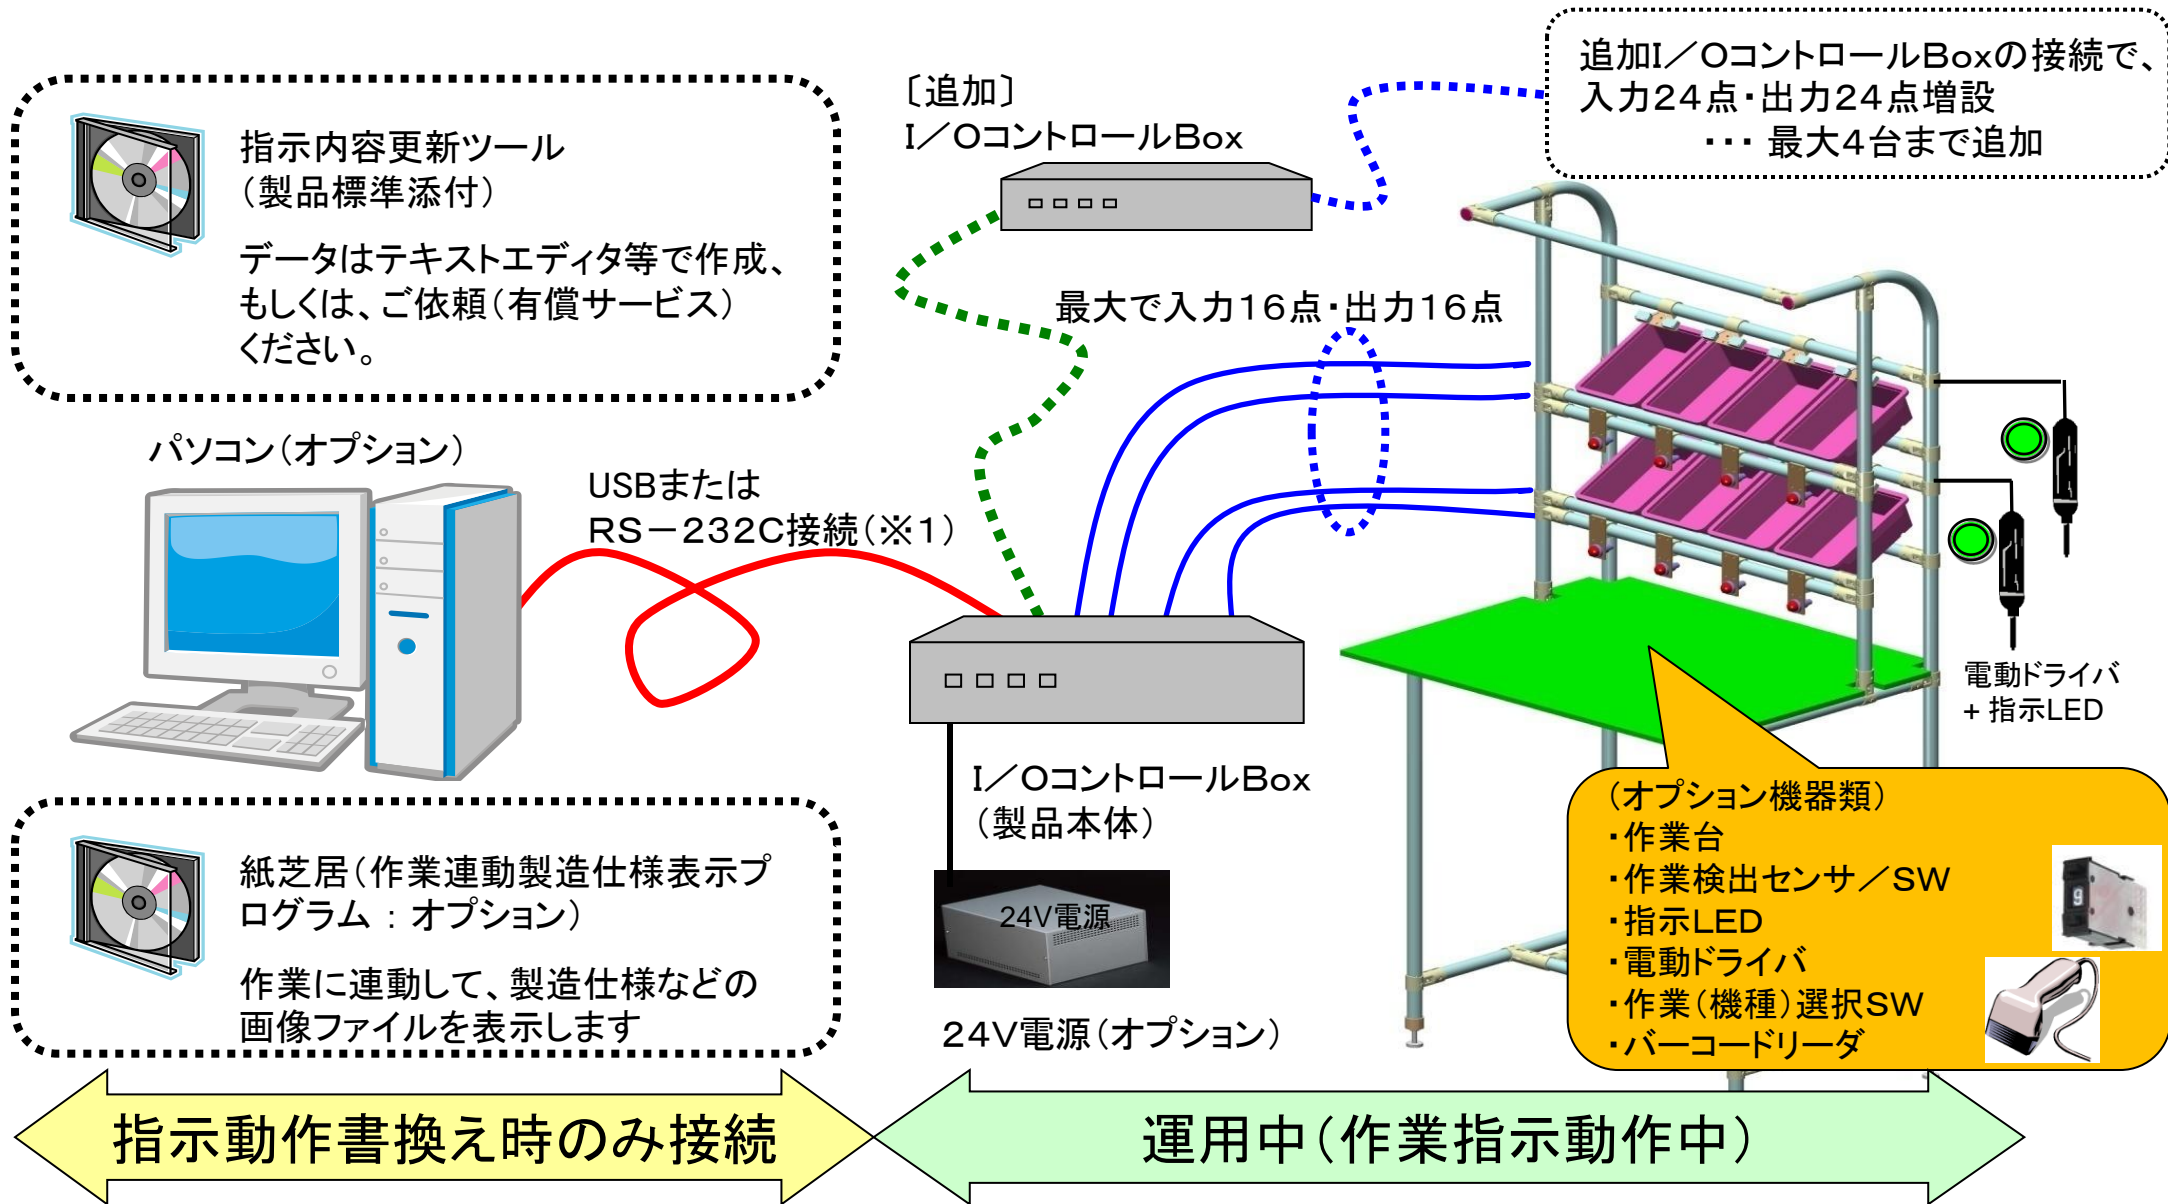 指示内容更新ツール
（製品標準添付）
データはテキストエディタ等で作成、
もしくは、ご依頼（有償サービス）
ください。
〔追加〕
I／OコントロールBox
追加I／OコントロールBoxの接続で、
入力24点・出力24点増設
・・・ 最大4台まで追加
最大で入力16点・出力16点
パソコン（オプション）
USBまたは
RS－232C接続（※1）
電動ドライバ
+ 指示LED
I／OコントロールBox
（製品本体）
24V電源
24V電源（オプション）
紙芝居（作業連動製造仕様表示プ
ログラム : オプション）
作業に連動して、製造仕様などの
画像ファイルを表示します
（オプション機器類）
・作業台
・作業検出センサ／SW
・指示LED
・電動ドライバ
・作業（機種）選択SW
・バーコードリーダ
9
指示動作書換え時のみ接続
運用中（作業指示動作中）